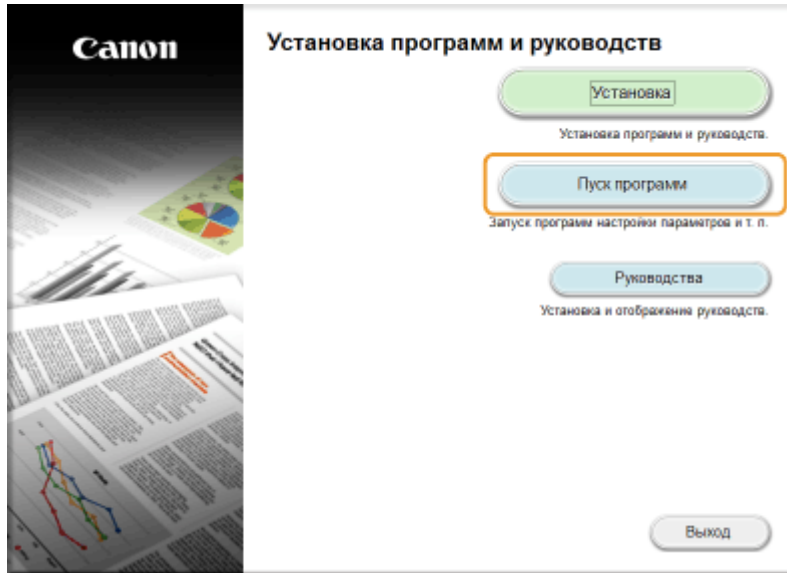 Canon
Установка программ и руководств
Установка
Установка программ и руководств.
Пуск программ
Запуск программ настройки параметров и т. п.
Руководства
Установка и отображение руководств.
Выход